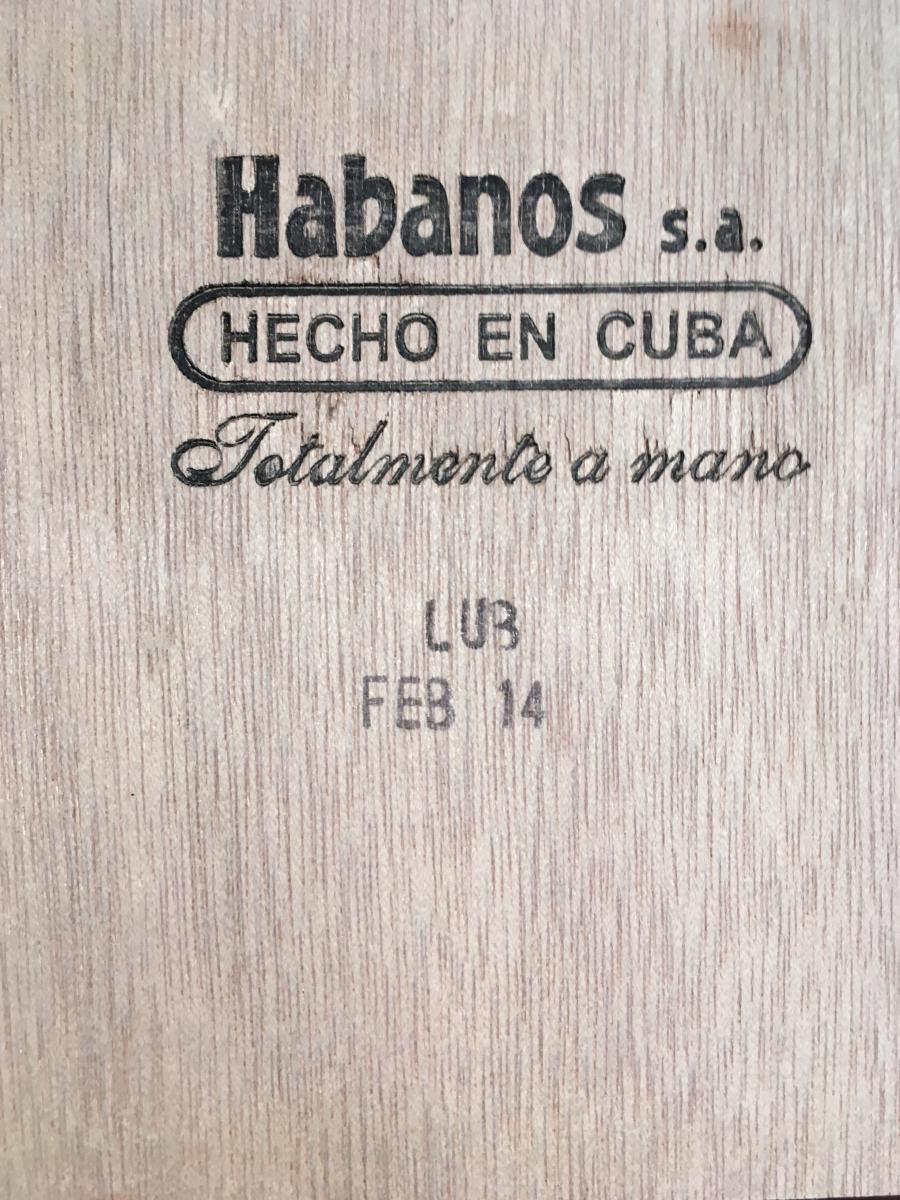 Habanos s.a.
HECHO EN CUBA
Totalmente a mano
LUB
FEB 14